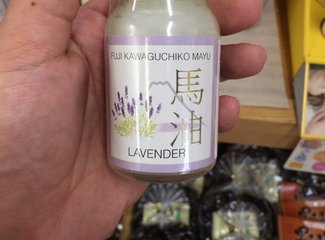 FUJI KAWAGUCHIKO MAYU
馬油
LAVENDER